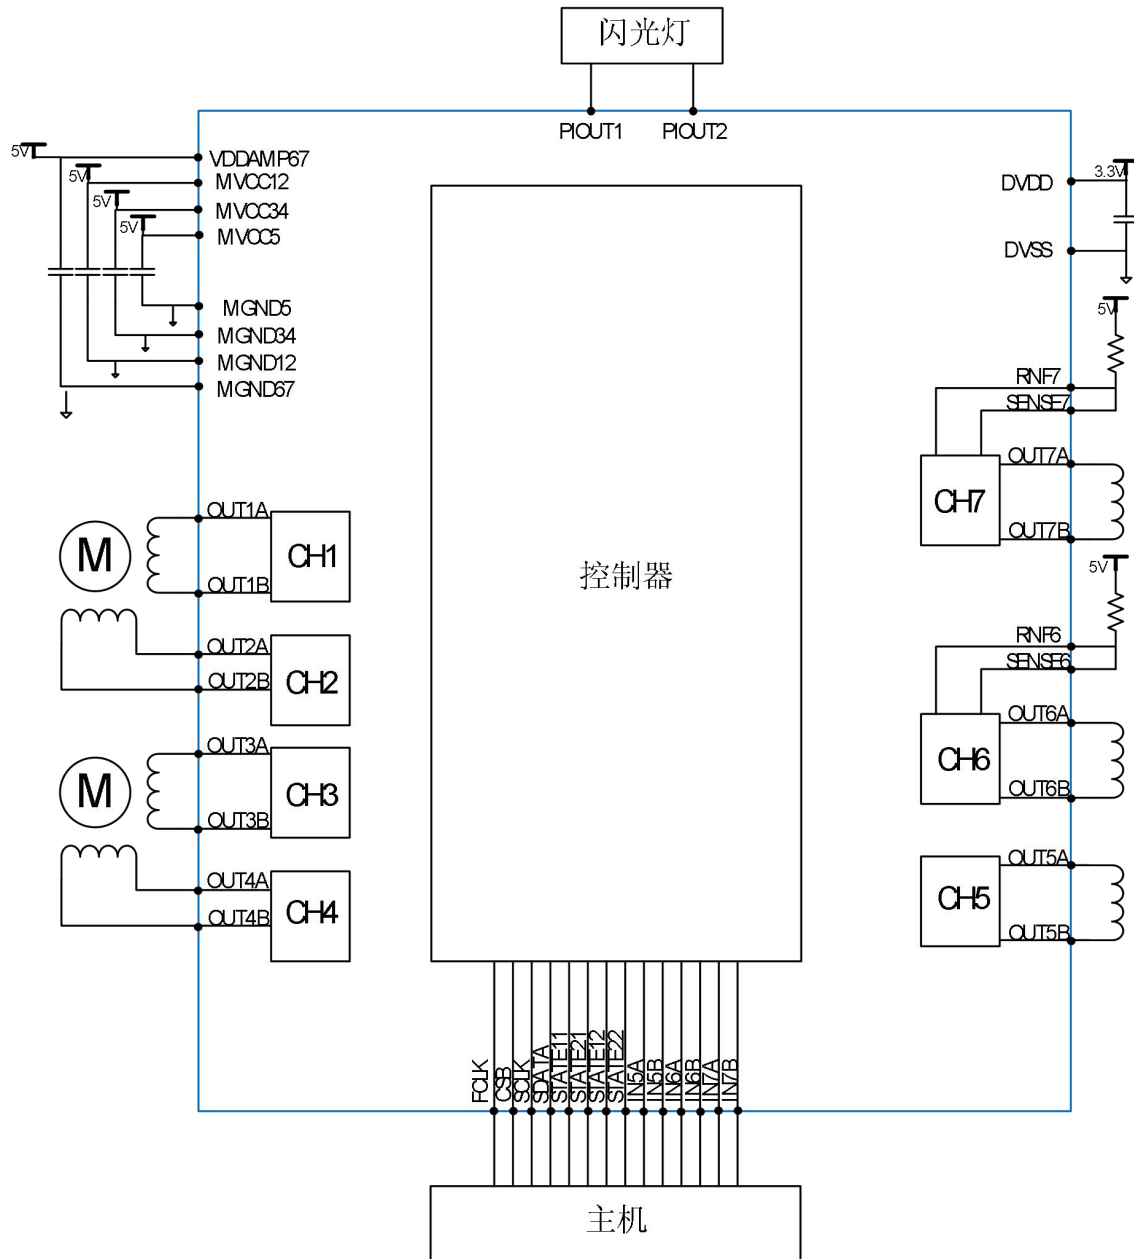 闪光灯
PIOUT1 PIOUT2
5V VDDAMP67
5V MVCC12
5V MVCC34
5V MVCC5
MGND5
MGND34
MGND12
MGND67
3.3V
DVDD
DVSS
5V
RNF7
SENSE7
OUT7A
CH7
OUT7B
OUT1A
M
CH1
OUT1B
OUT2A
CH2
OUT2B
OUT3A
M
CH3
OUT3B
OUT4A
CH4
OUT4B
控制器
5V
RNF6
SENSE6
OUT6A
CH6
OUT6B
OUT5A
CH5
OUT5B
FCLK
CSB
SCLK
SDATA
STATE11
STATE21
STATE12
STATE22
IN5A
IN5B
IN6A
IN6B
IN7A
IN7B
主机